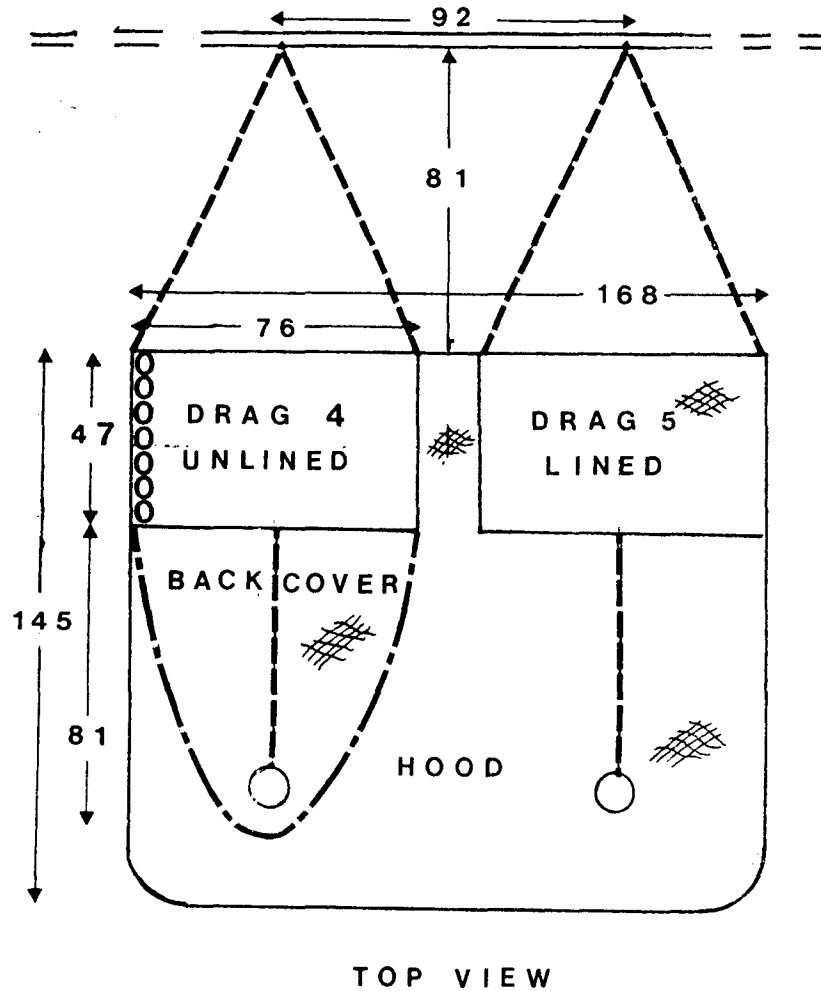 92
81
168
76
47
DRAG 4
UNLINED
DRAG 5
LINED
BACK COVER
145
81
HOOD
TOP VIEW